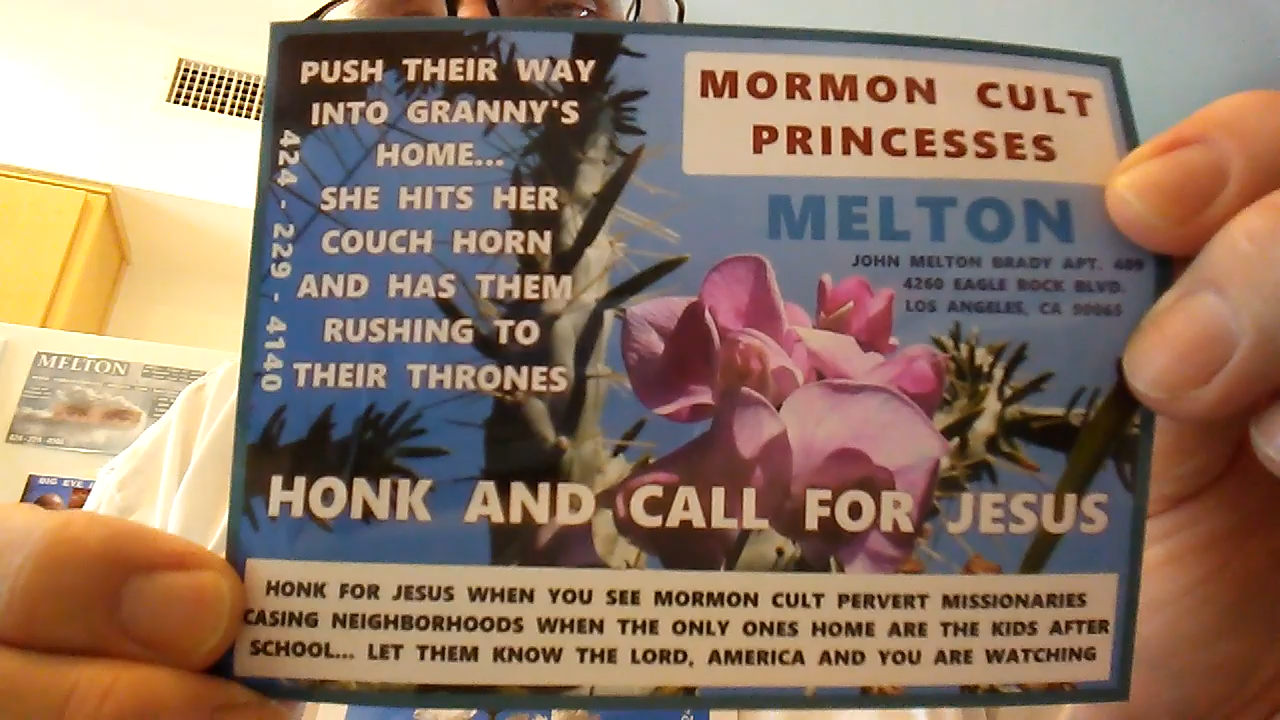 PUSH THEIR WAY
INTO GRANNY'S
HOME...
SHE HITS HER
COUCH HORN
AND HAS THEM
RUSHING TO
THEIR THRONES
424 - 229 - 4140
MORMON CULT
PRINCESSES
MELTON
JOHN MELTON BRADY APT. 409
4260 EAGLE ROCK BLVD.
LOS ANGELES, CA 90065
HONK AND CALL FOR JESUS
HONK FOR JESUS WHEN YOU SEE MORMON CULT PERVERT MISSIONARIES
CASING NEIGHBORHOODS WHEN THE ONLY ONES HOME ARE THE KIDS AFTER
SCHOOL... LET THEM KNOW THE LORD, AMERICA AND YOU ARE WATCHING
MELTON
BIG EYE